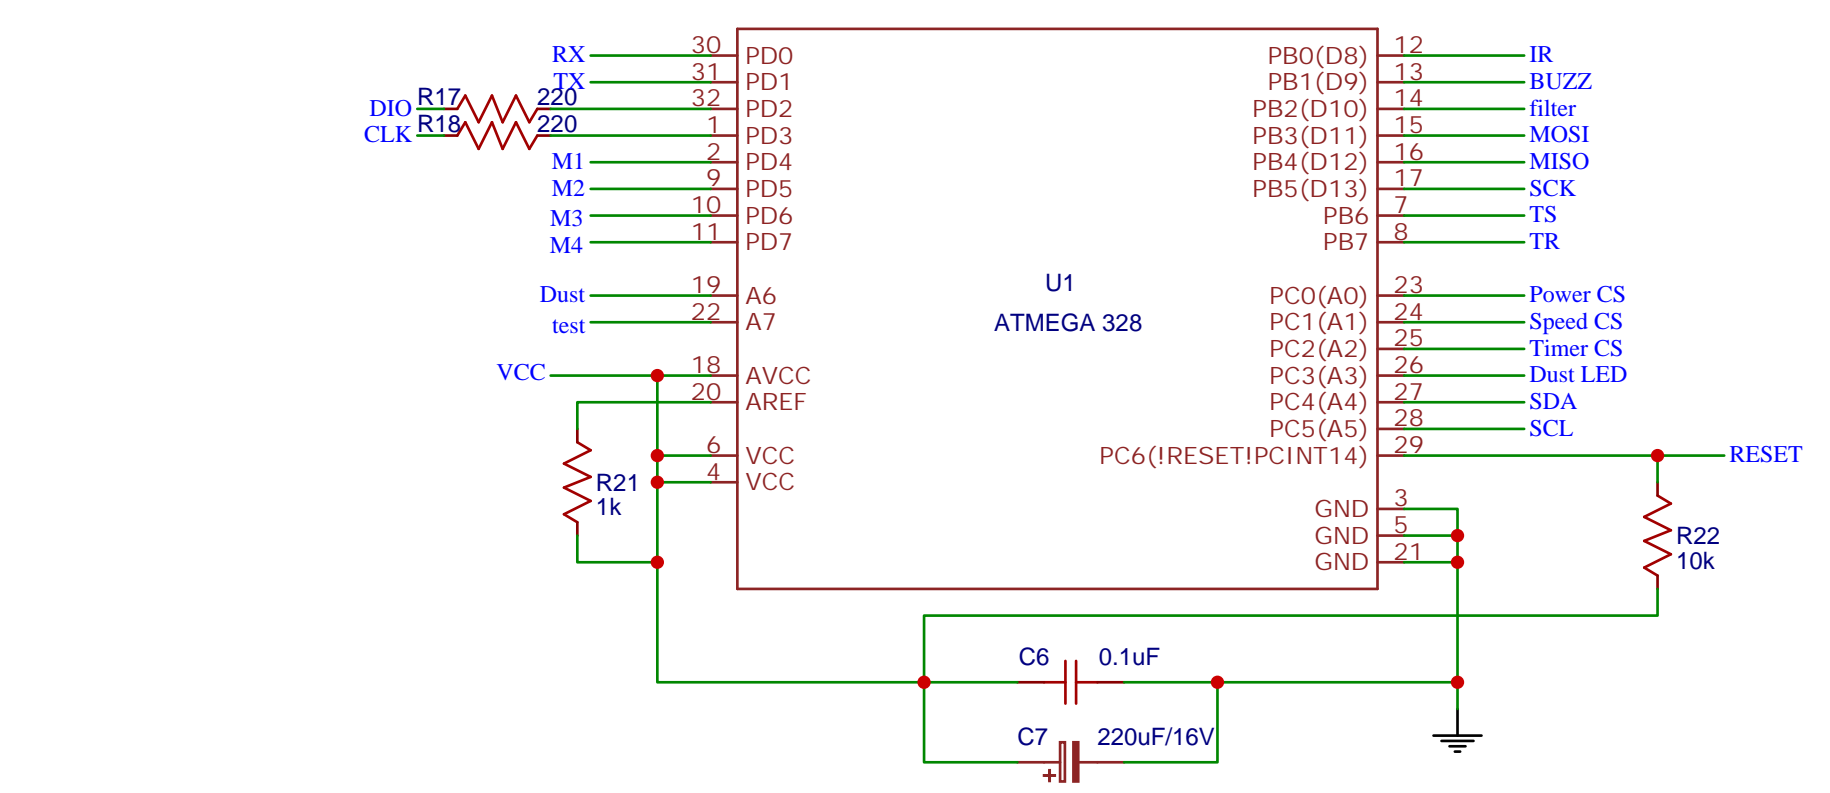 RX 30 PD0 PB0(D8) 12 IR
TX 31 PD1 PB1(D9) 13 BUZZ
DIO R17 220 32 PD2 PB2(D10) 14 filter
CLK R18 220 1 PD3 PB3(D11) 15 MOSI
M1 2 PD4 PB4(D12) 16 MISO
M2 9 PD5 PB5(D13) 17 SCK
M3 10 PD6 PB6 7 TS
M4 11 PD7 PB7 8 TR
U1
ATMEGA 328
Dust 19 A6 PC0(A0) 23 Power CS
test 22 A7 PC1(A1) 24 Speed CS
PC2(A2) 25 Timer CS
VCC 18 AVCC PC3(A3) 26 Dust LED
20 AREF PC4(A4) 27 SDA
PC5(A5) 28 SCL
6 VCC PC6(!RESET!PCINT14) 29 RESET
4 VCC
R21
1k
GND 3
GND 5
GND 21
R22
10k
C6 0.1uF
C7 220uF/16V
+